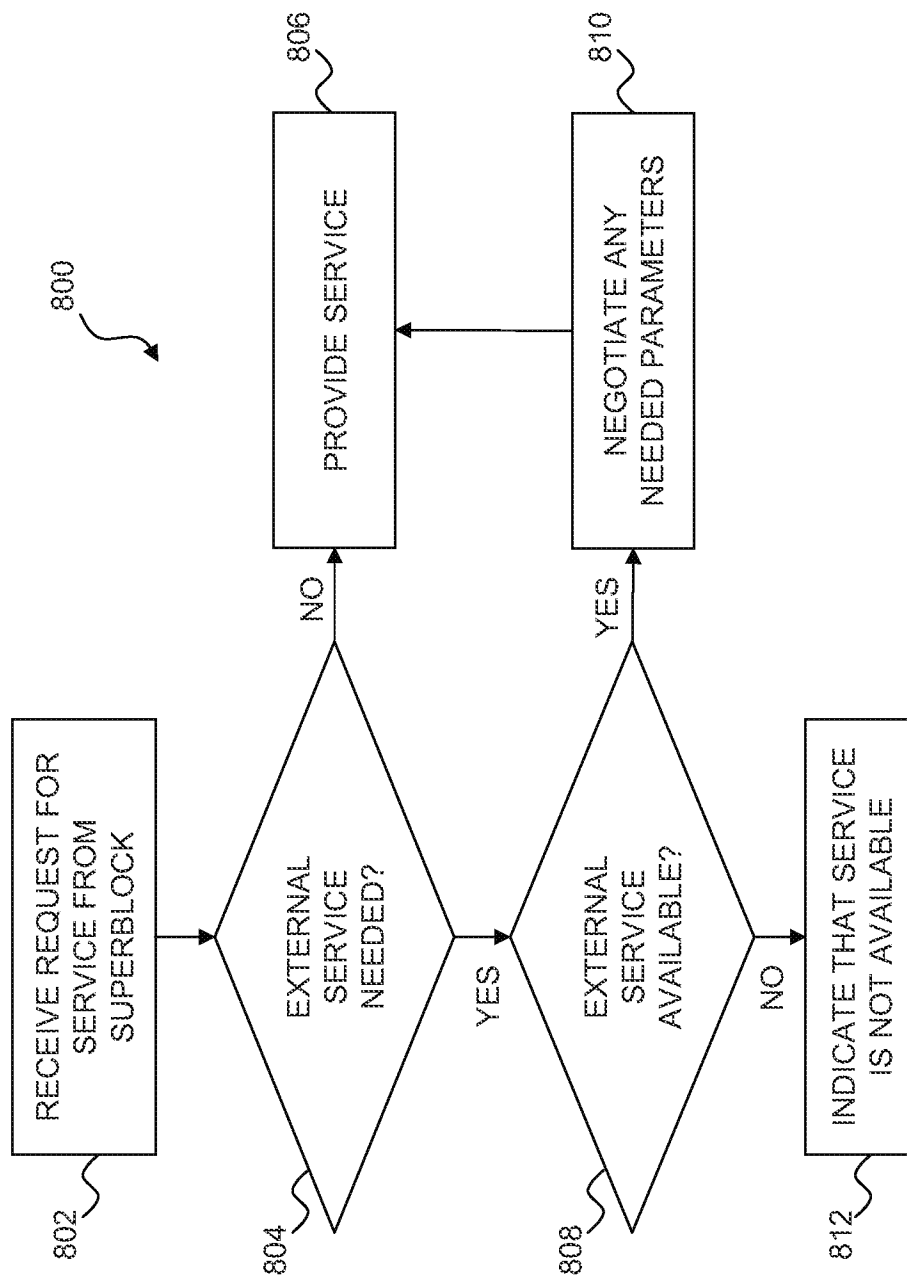 800
802
RECEIVE REQUEST FOR
SERVICE FROM
SUPERBLOCK
804
EXTERNAL
SERVICE
NEEDED?
NO
806
PROVIDE SERVICE
YES
808
EXTERNAL
SERVICE
AVAILABLE?
YES
810
NEGOTIATE ANY
NEEDED PARAMETERS
NO
812
INDICATE THAT SERVICE
IS NOT AVAILABLE